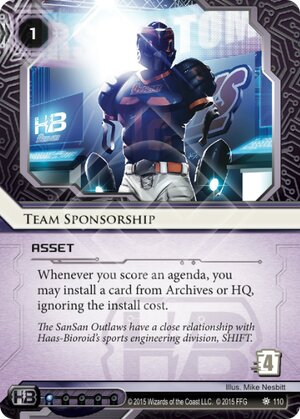 1
HB
TEAM SPONSORSHIP
ASSET
Whenever you score an agenda, you
may install a card from Archives or HQ,
ignoring the install cost.
The SanSan Outlaws have a close relationship with
Haas-Bioroid's sports engineering division, SHIFT.
4
Illus. Mike Nesbitt
HB
© 2015 Wizards of the Coast LLC. © 2015 FFG
110